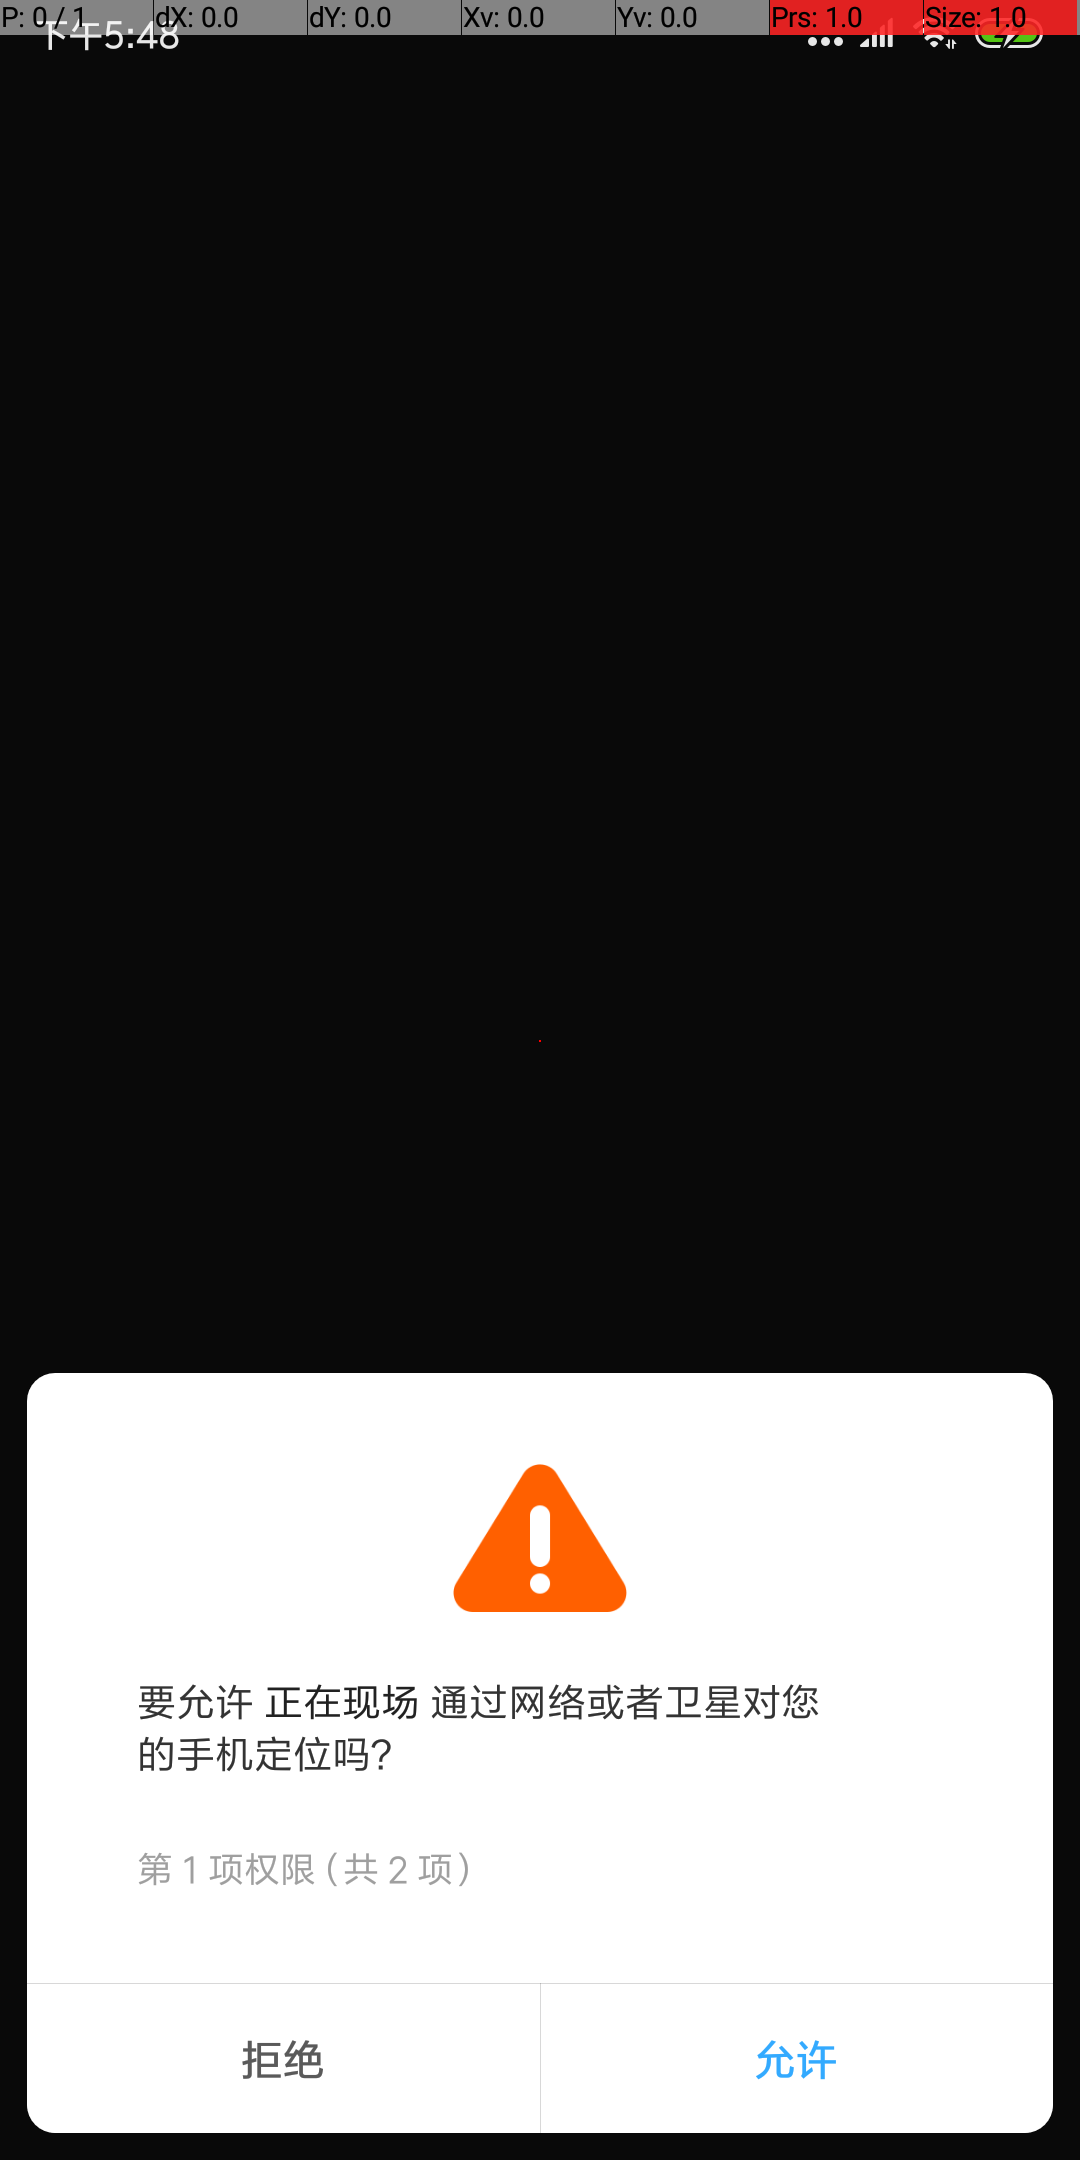 P: 0 / 1 dX: 0.0 dY: 0.0 Xv: 0.0 Yv: 0.0 Prs: 1.0 Size: 1.0
下午5:48
要允许 正在现场 通过网络或者卫星对您
的手机定位吗?
第 1 项权限 (共 2 项)
拒绝 允许